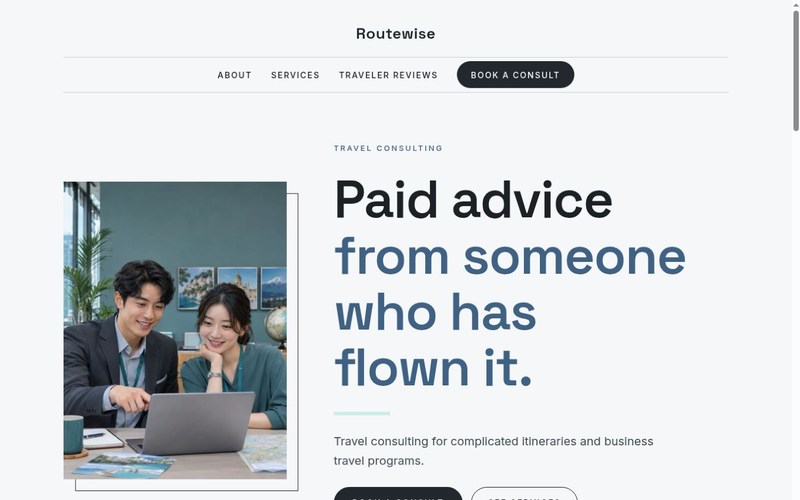 Routewise
ABOUT SERVICES TRAVELER REVIEWS BOOK A CONSULT
TRAVEL CONSULTING
Paid advice
from someone
who has
flown it.
Travel consulting for complicated itineraries and business
travel programs.